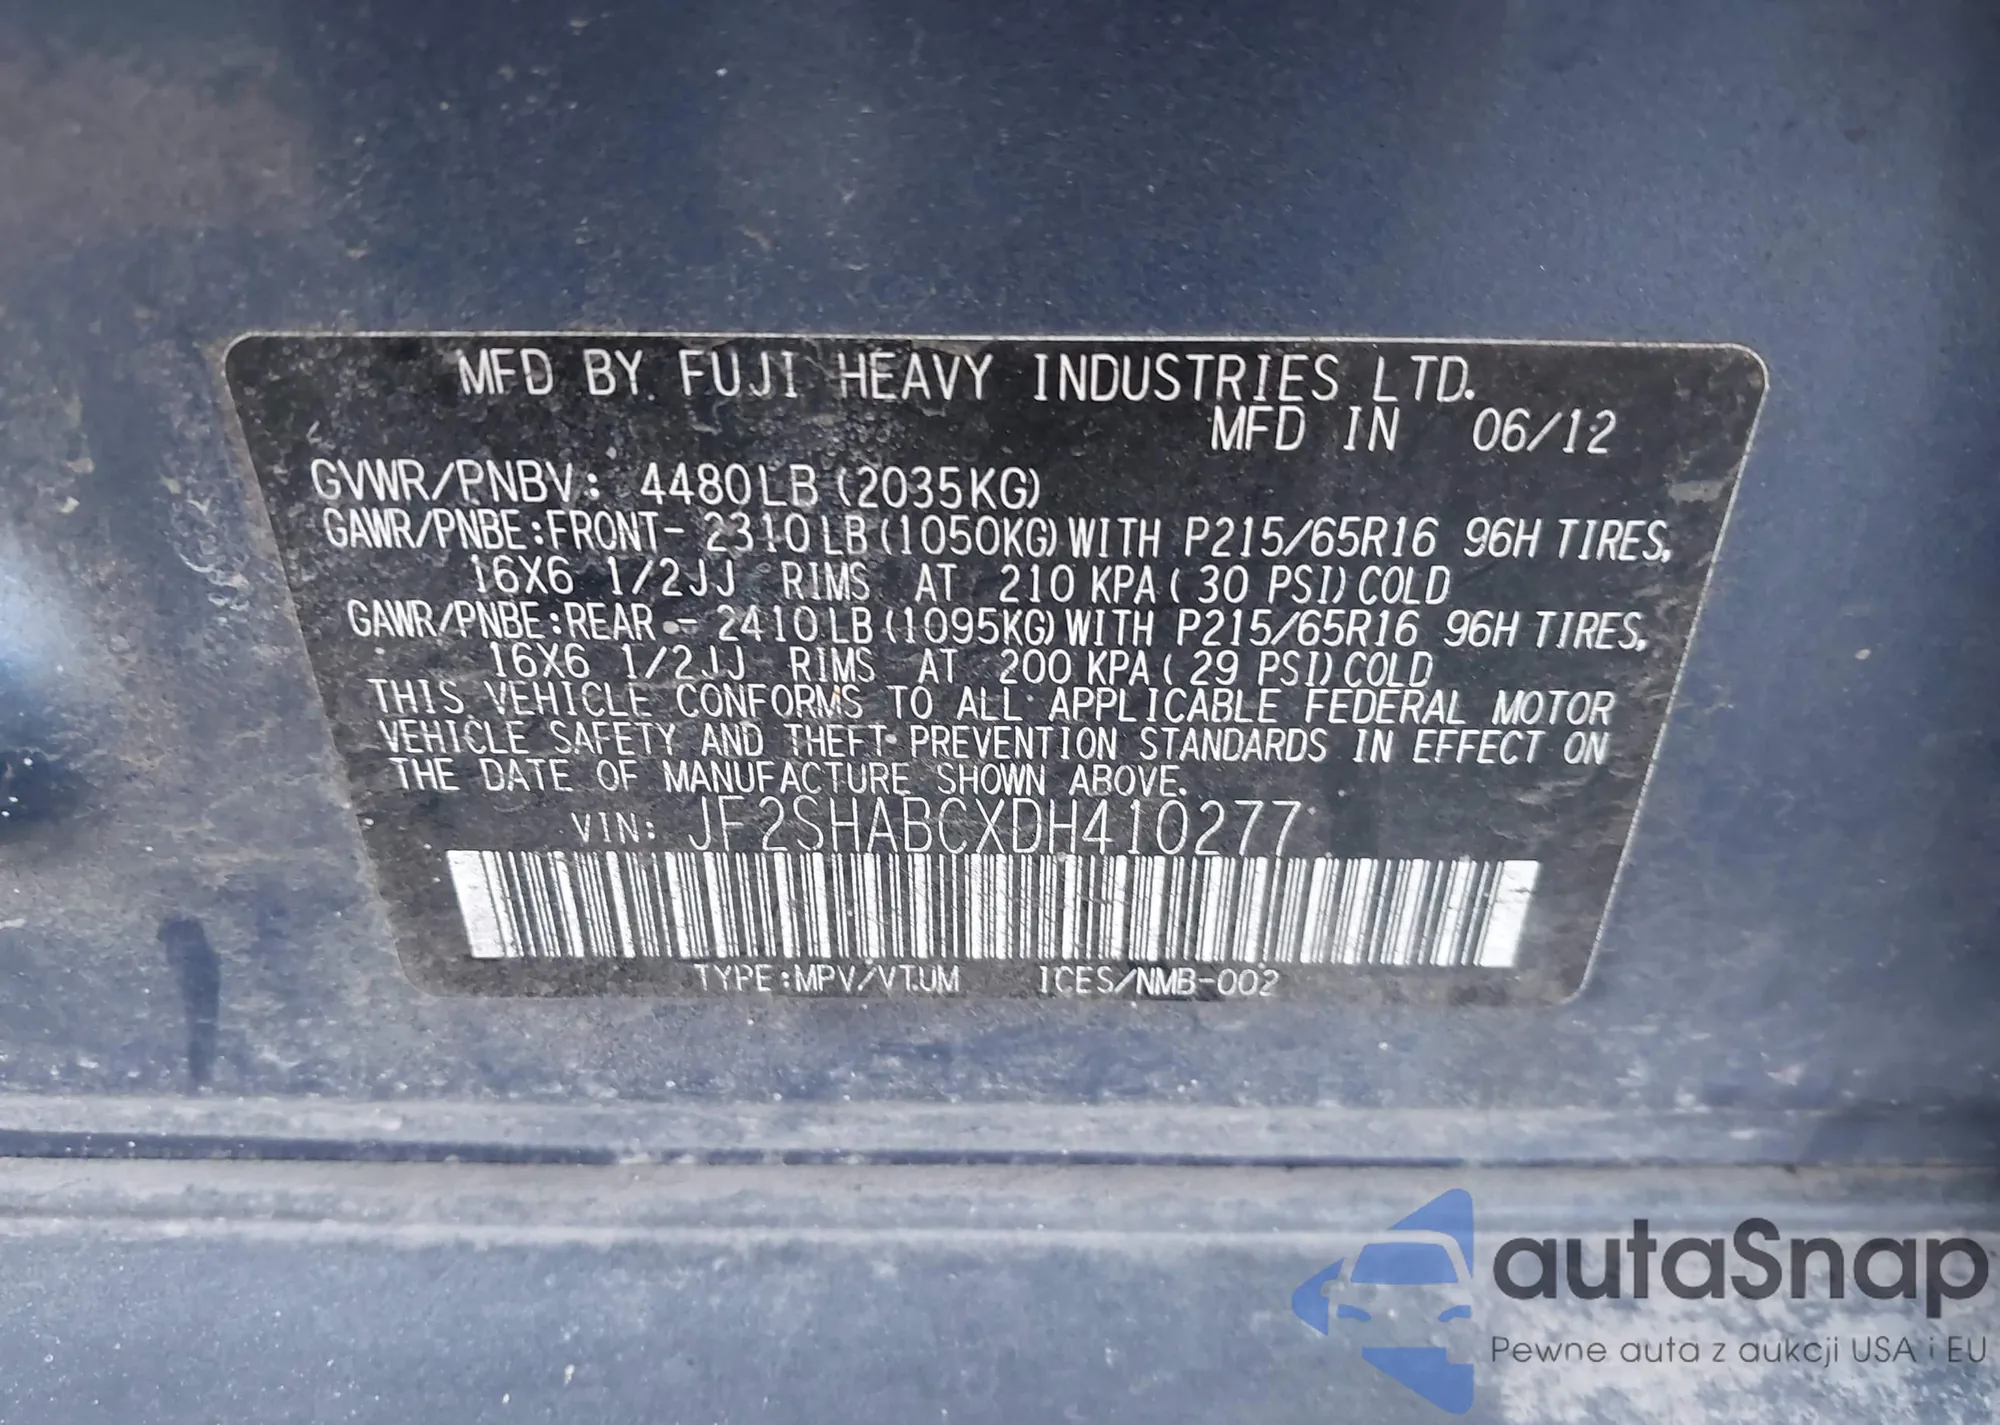 MFD BY FUJI HEAVY INDUSTRIES LTD.
MFD IN 06/12
GVWR/PNBV: 4480LB (2035KG)
GAWR/PNBE:FRONT- 2310LB(1050KG)WITH P215/65R16 96H TIRES,
16X6 1/2JJ RIMS AT 210 KPA( 30 PSI)COLD
GAWR/PNBE:REAR - 2410LB(1095KG)WITH P215/65R16 96H TIRES,
16X6 1/2JJ RIMS AT 200 KPA( 29 PSI)COLD
THIS VEHICLE CONFORMS TO ALL APPLICABLE FEDERAL MOTOR
VEHICLE SAFETY AND THEFT PREVENTION STANDARDS IN EFFECT ON
THE DATE OF MANUFACTURE SHOWN ABOVE.
VIN: JF2SHABCXDH410277
TYPE:MPV/VTUM ICES/NMB-002
autaSnap
Pewne auta z aukcji USA i EU